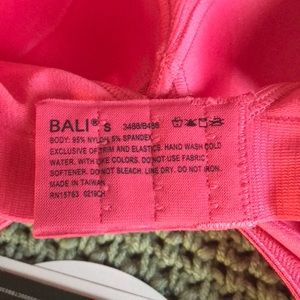 BALI® S 3488/B488
BODY: 95% NYLON, 5% SPANDEX
EXCLUSIVE OF TRIM AND ELASTICS. HAND WASH COLD
WATER. WITH LIKE COLORS. DO NOT USE FABRIC
SOFTENER. DO NOT BLEACH. LINE DRY. DO NOT IRON.
MADE IN TAIWAN
RN15763 0216CH